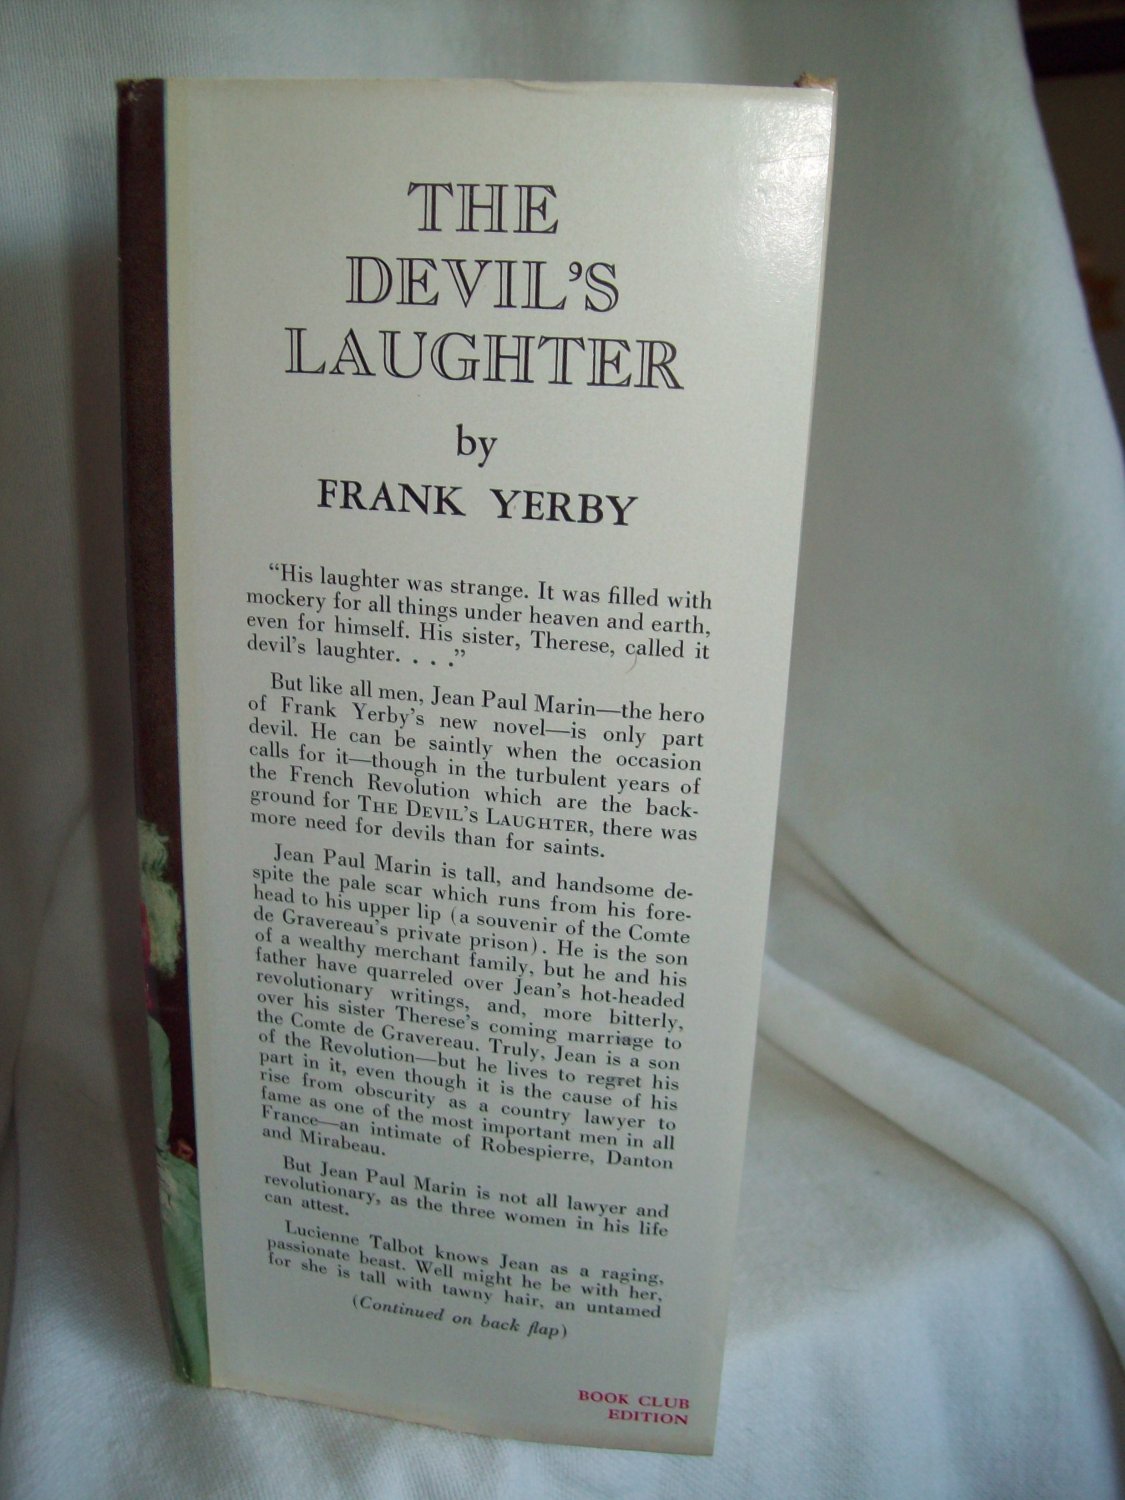 THE
DEVIL'S
LAUGHTER
by
FRANK YERBY
“His laughter was strange. It was filled with
mockery for all things under heaven and earth,
even for himself. His sister, Therese, called it
devil's laughter. . . .”
But like all men, Jean Paul Marin—the hero
of Frank Yerby's new novel—is only part
devil. He can be saintly when the occasion
calls for it—though in the turbulent years of
the French Revolution which are the back-
ground for THE DEVIL'S LAUGHTER, there was
more need for devils than for saints.
Jean Paul Marin is tall, and handsome de-
spite the pale scar which runs from his fore-
head to his upper lip (a souvenir of the Comte
de Gravereau's private prison). He is the son
of a wealthy merchant family, but he and his
father have quarreled over Jean's hot-headed
revolutionary writings, and, more bitterly,
over his sister Therese's coming marriage to
the Comte de Gravereau. Truly, Jean is a son
of the Revolution—but he lives to regret his
part in it, even though it is the cause of his
rise from obscurity as a country lawyer to
fame as one of the most important men in all
France—an intimate of Robespierre, Danton
and Mirabeau.
But Jean Paul Marin is not all lawyer and
revolutionary, as the three women in his life
can attest.
Lucienne Talbot knows Jean as a raging,
passionate beast. Well might he be with her,
for she is tall with tawny hair, an untamed
(Continued on back flap)
BOOK CLUB
EDITION